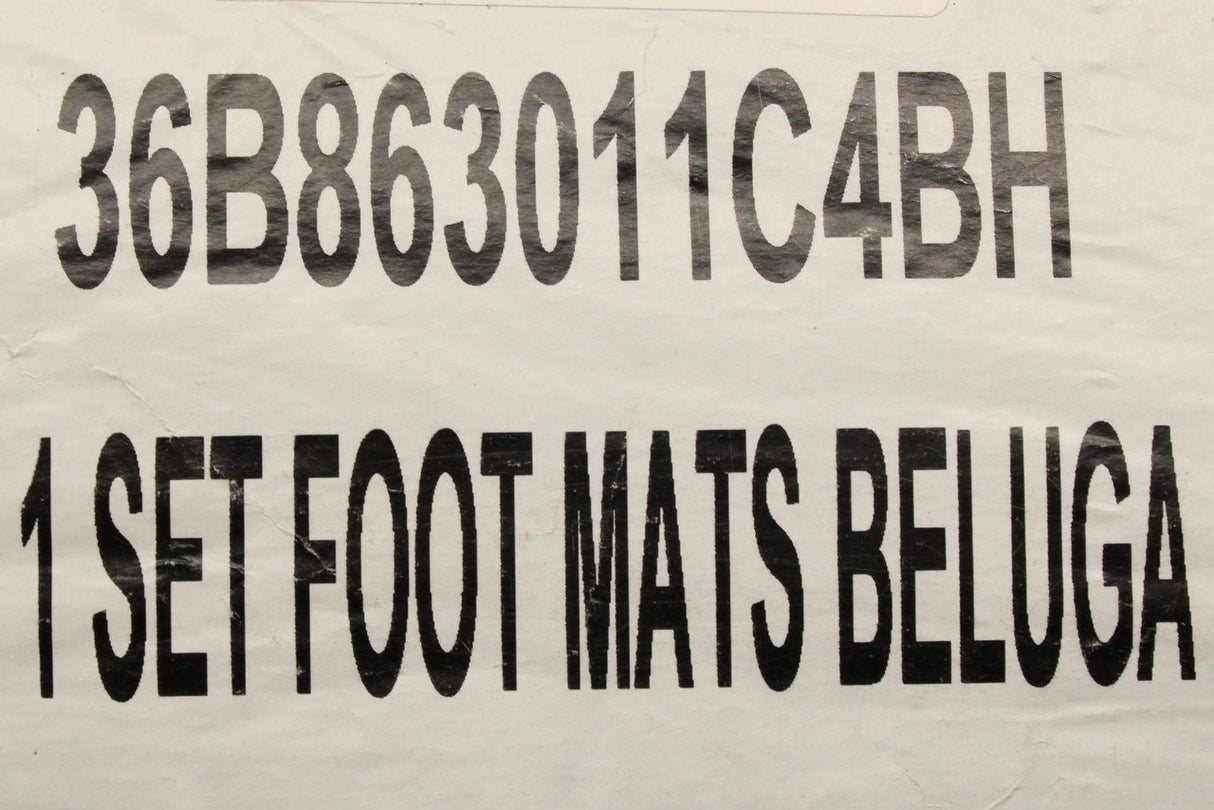 36B863011C4BH
1 SET FOOT MATS BELUGA